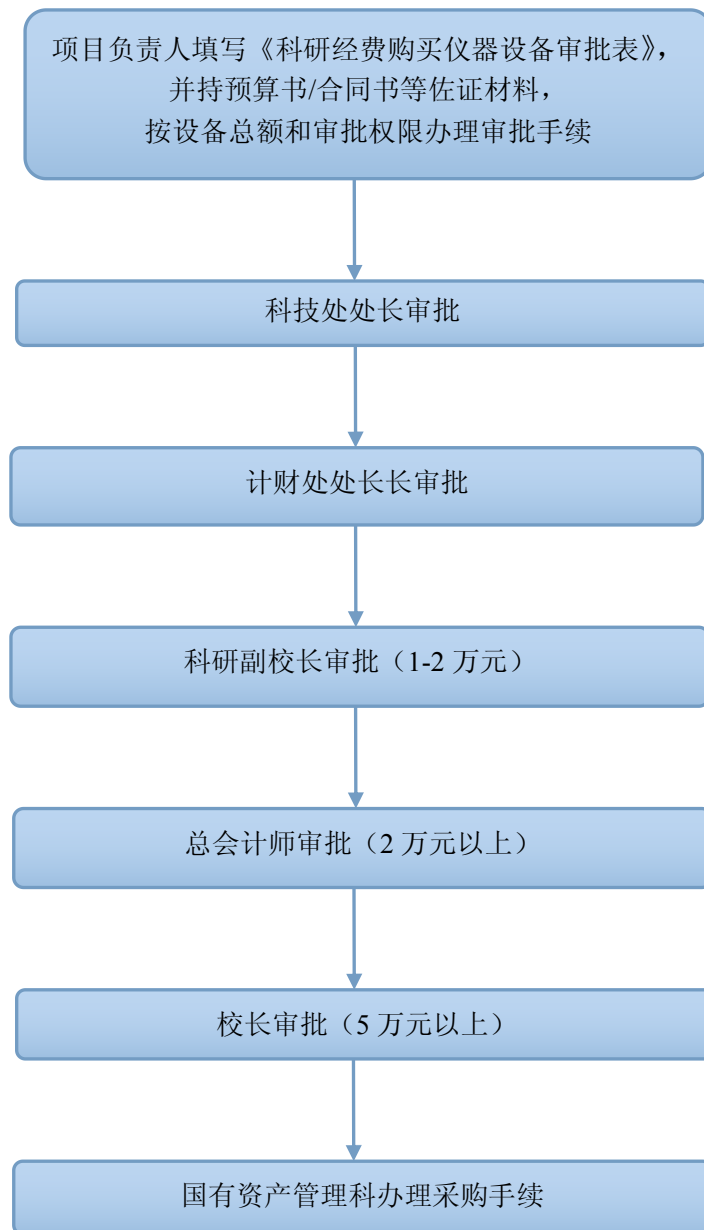 项目负责人填写《科研经费购买仪器设备审批表》，
并持预算书/合同书等佐证材料，
按设备总额和审批权限办理审批手续
科技处处长审批
计财处处长长审批
科研副校长审批（1-2 万元）
总会计师审批（2 万元以上）
校长审批（5 万元以上）
国有资产管理科办理采购手续